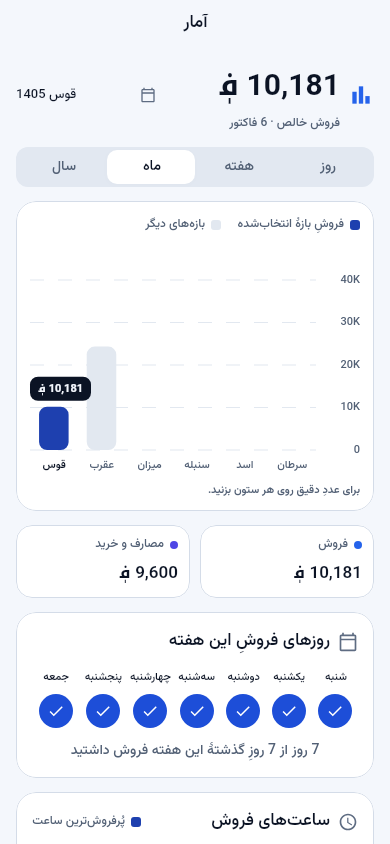 آمار
10,181 ؋
قوس 1405
فروش خالص · 6 فاکتور
روز
هفته
ماه
سال
فروشِ بازهٔ انتخاب‌شده
بازه‌های دیگر
40K
30K
20K
10K
0
10,181 ؋
سرطان
اسد
سنبله
میزان
عقرب
قوس
برای عددِ دقیق روی هر ستون بزنید.
فروش
10,181 ؋
مصارف و خرید
9,600 ؋
روزهای فروشِ این هفته
شنبه
یکشنبه
دوشنبه
سه‌شنبه
چهارشنبه
پنجشنبه
جمعه
7 روز از 7 روزِ گذشتهٔ این هفته فروش داشتید
ساعت‌های فروش
پُرفروش‌ترین ساعت